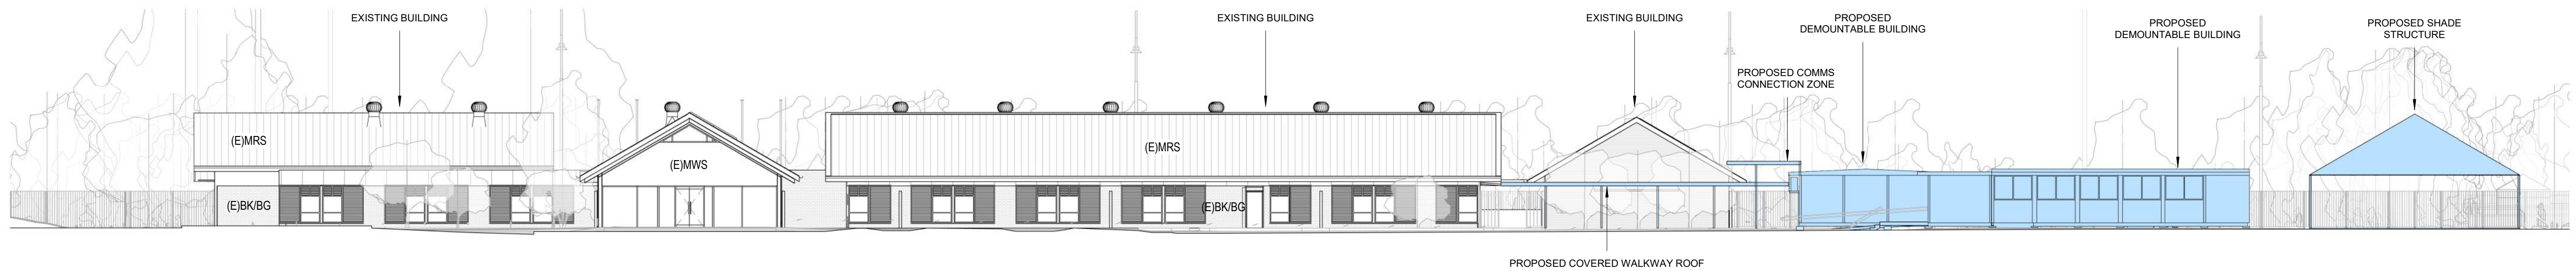 EXISTING BUILDING
EXISTING BUILDING
EXISTING BUILDING
PROPOSED
DEMOUNTABLE BUILDING
PROPOSED
DEMOUNTABLE BUILDING
PROPOSED SHADE
STRUCTURE
PROPOSED COMMS
CONNECTION ZONE
(E)MRS
(E)MWS
(E)MRS
(E)BK/BG
(E)BK/BG
PROPOSED COVERED WALKWAY ROOF